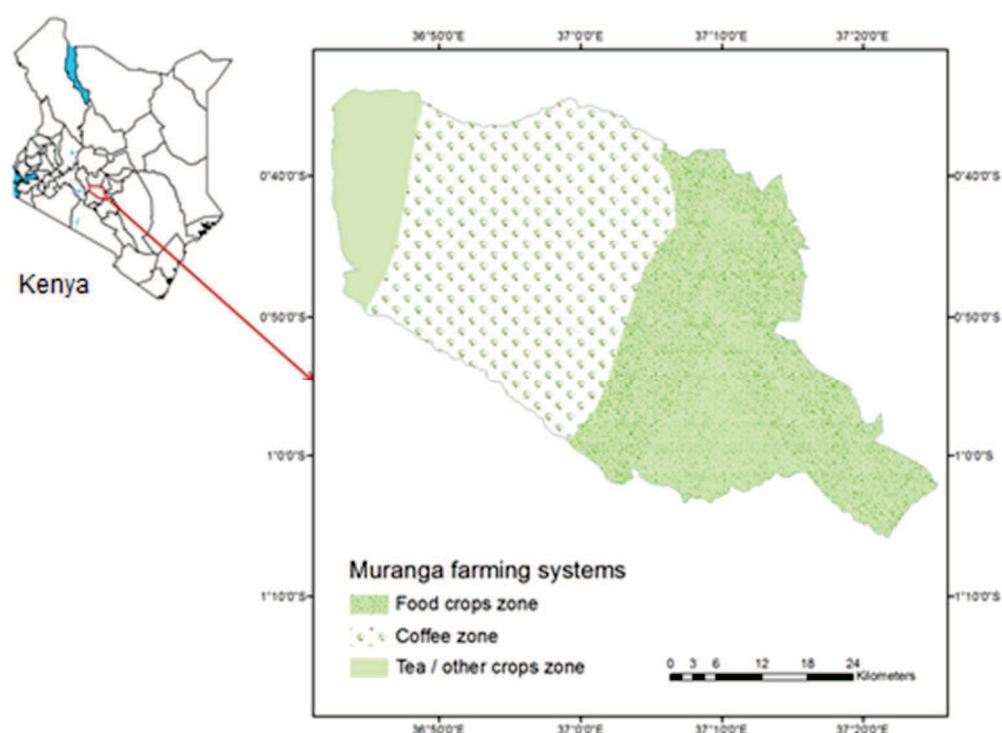 36°50'0"E 37°0'0"E 37°10'0"E 37°20'0"E
0°40'0"S 0°40'0"S
Kenya
0°50'0"S 0°50'0"S
1°0'0"S 1°0'0"S
Muranga farming systems
Food crops zone
1°10'0"S 1°10'0"S
Coffee zone
Tea / other crops zone
0 3 6 12 18 24
Kilometers
36°50'0"E 37°0'0"E 37°10'0"E 37°20'0"E